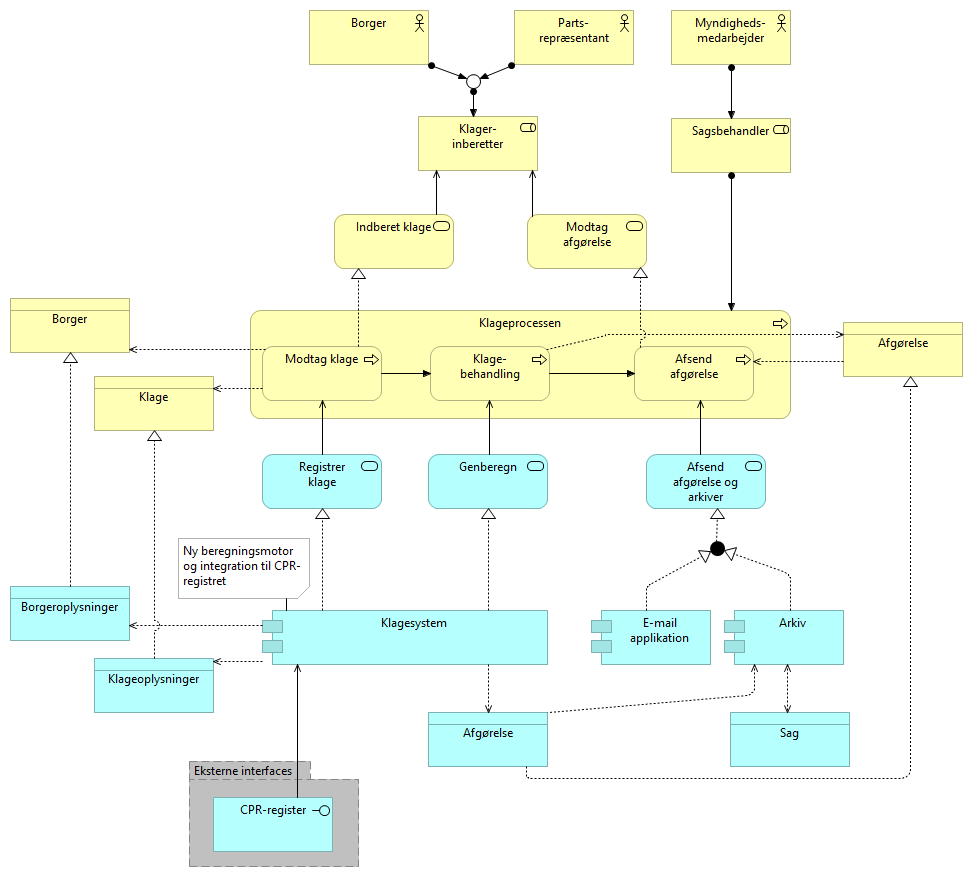 Borger
Parts-
repræsentant
Myndigheds-
medarbejder
Klager-
inberetter
Sagsbehandler
Indberet klage
Modtag
afgørelse
Borger
Klageprocessen
Afgørelse
Modtag klage
Klage-
behandling
Afsend
afgørelse
Klage
Registrer
klage
Genberegn
Afsend
afgørelse og
arkiver
Ny beregningsmotor
og integration til CPR-
registret
Borgeroplysninger
Klagesystem
E-mail
applikation
Arkiv
Klageoplysninger
Afgørelse
Sag
Eksterne interfaces
CPR-register